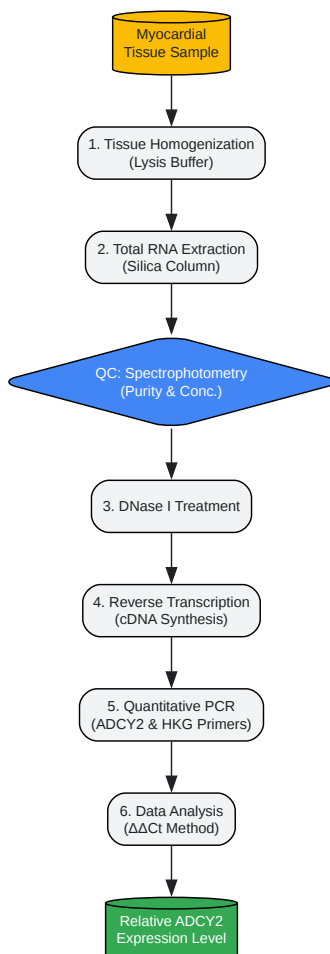 Myocardial
Tissue Sample
1. Tissue Homogenization
(Lysis Buffer)
2. Total RNA Extraction
(Silica Column)
QC: Spectrophotometry
(Purity & Conc.)
3. DNase I Treatment
4. Reverse Transcription
(cDNA Synthesis)
5. Quantitative PCR
(ADCY2 & HKG Primers)
6. Data Analysis
(ΔΔCt Method)
Relative ADCY2
Expression Level